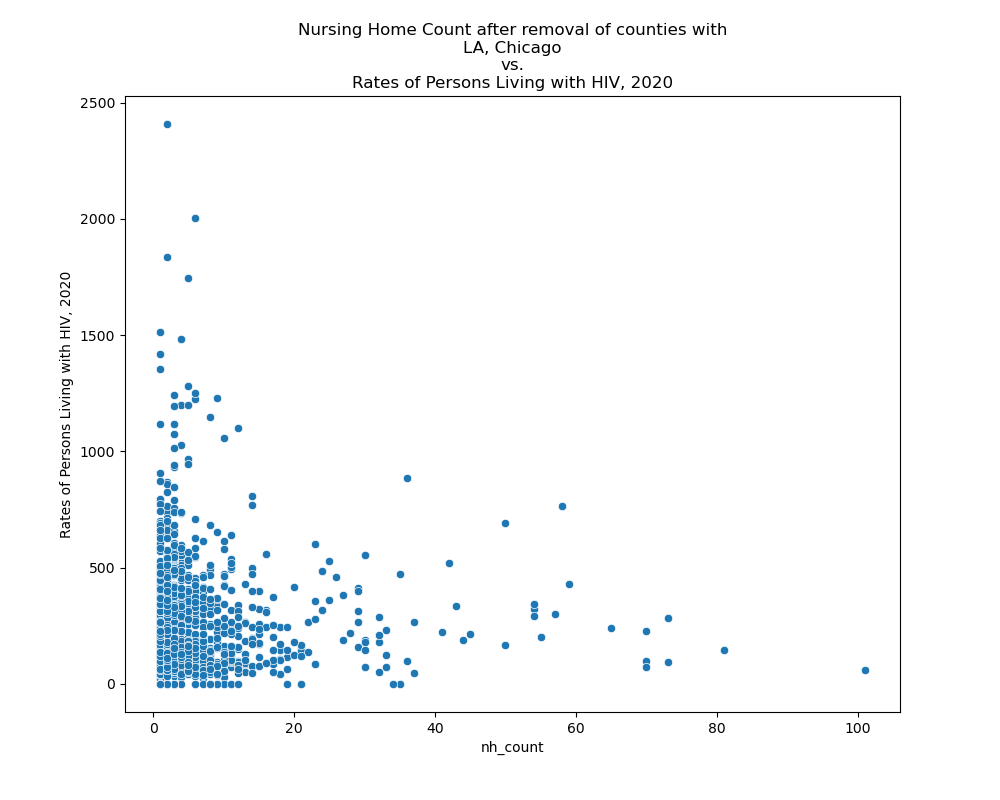 Nursing Home Count after removal of counties with
LA, Chicago
vs.
Rates of Persons Living with HIV, 2020
2500
2000
1500
1000
500
0
Rates of Persons Living with HIV, 2020
0 20 40 60 80 100
nh_count